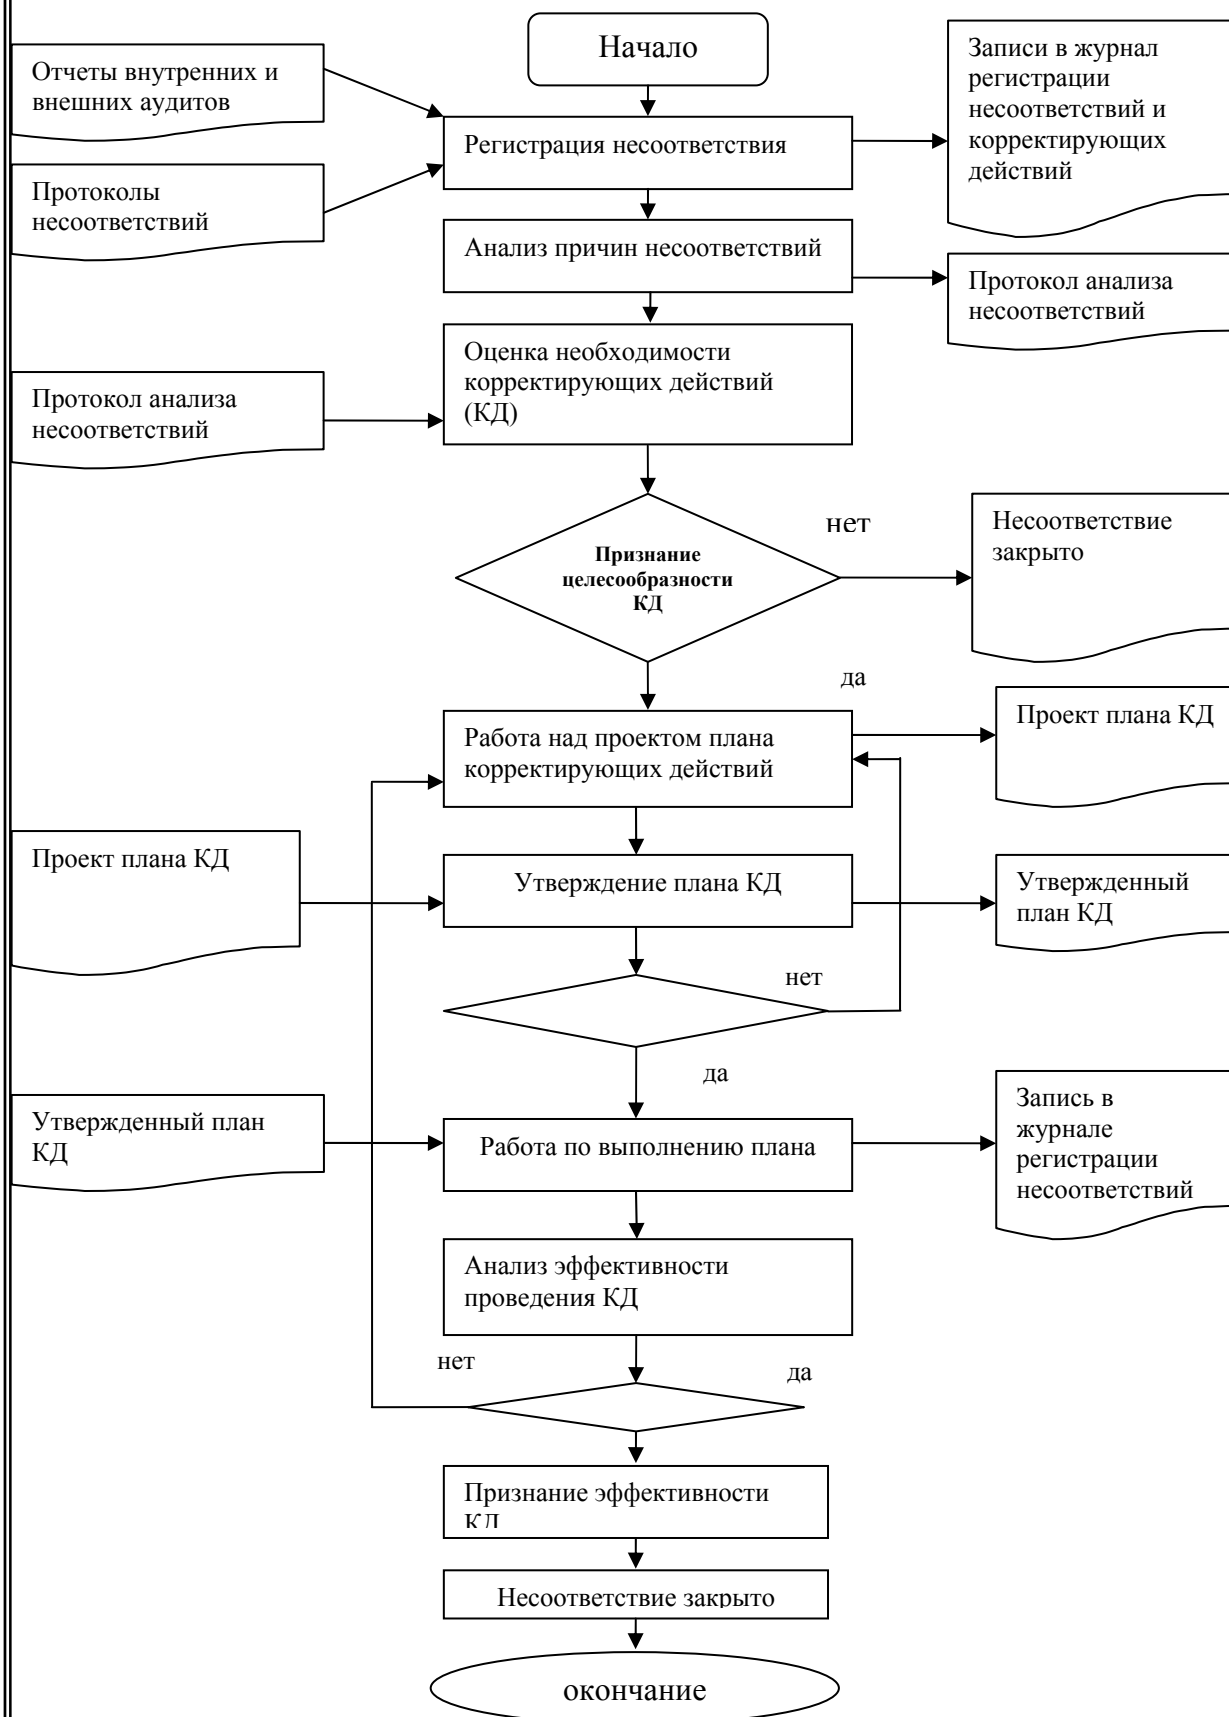 Начало
Отчеты внутренних и
внешних аудитов
Записи в журнал
регистрации
несоответствий и
корректирующих
действий
Регистрация несоответствия
Протоколы
несоответствий
Анализ причин несоответствий
Протокол анализа
несоответствий
Оценка необходимости
корректирующих действий
(КД)
Протокол анализа
несоответствий
нет
Признание
целесообразности
КД
Несоответствие
закрыто
да
Работа над проектом плана
корректирующих действий
Проект плана КД
Проект плана КД
Утверждение плана КД
Утвержденный
план КД
нет
да
Утвержденный план
КД
Работа по выполнению плана
Запись в
журнале
регистрации
несоответствий
Анализ эффективности
проведения КД
нет
да
Признание эффективности
КД
Несоответствие закрыто
окончание